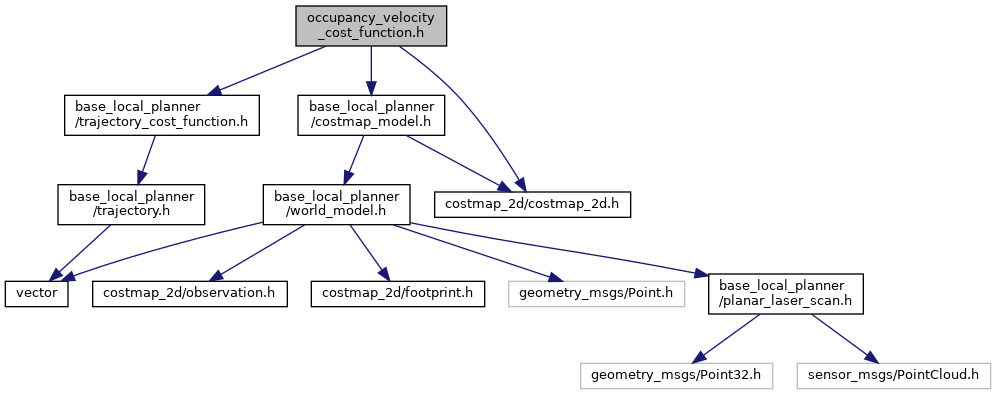 occupancy_velocity
_cost_function.h
base_local_planner
/trajectory_cost_function.h
base_local_planner
/costmap_model.h
base_local_planner
/trajectory.h
base_local_planner
/world_model.h
costmap_2d/costmap_2d.h
vector
costmap_2d/observation.h
costmap_2d/footprint.h
geometry_msgs/Point.h
base_local_planner
/planar_laser_scan.h
geometry_msgs/Point32.h
sensor_msgs/PointCloud.h